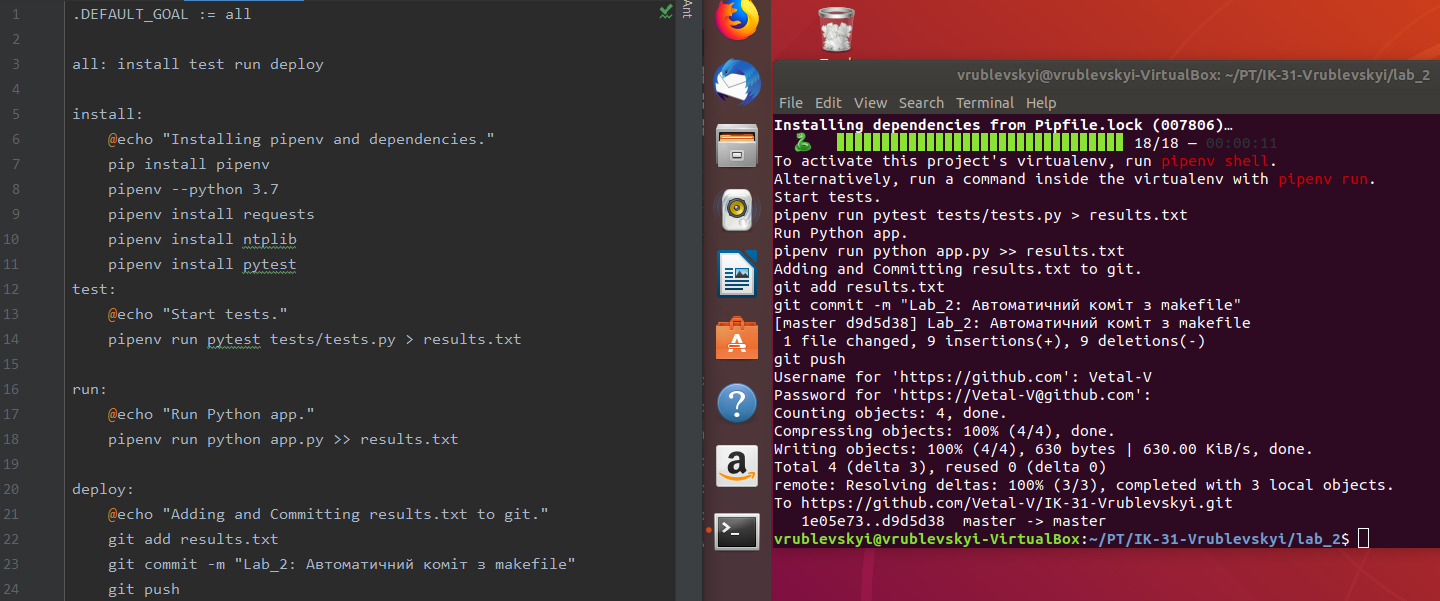 1 .DEFAULT_GOAL := all
2
3 all: install test run deploy
4
5 install:
6 @echo "Installing pipenv and dependencies."
7 pip install pipenv
8 pipenv --python 3.7
9 pipenv install requests
10 pipenv install ntplib
11 pipenv install pytest
12 test:
13 @echo "Start tests."
14 pipenv run pytest tests/tests.py > results.txt
15
16 run:
17 @echo "Run Python app."
18 pipenv run python app.py >> results.txt
19
20 deploy:
21 @echo "Adding and Committing results.txt to git."
22 git add results.txt
23 git commit -m "Lab_2: Автоматичний коміт з makefile"
24 git push
Ant
vrublevskyi@vrublevskyi-VirtualBox: ~/PT/IK-31-Vrublevskyi/lab_2
File Edit View Search Terminal Help
Installing dependencies from Pipfile.lock (007806)…
18/18 — 00:00:11
To activate this project's virtualenv, run pipenv shell.
Alternatively, run a command inside the virtualenv with pipenv run.
Start tests.
pipenv run pytest tests/tests.py > results.txt
Run Python app.
pipenv run python app.py >> results.txt
Adding and Committing results.txt to git.
git add results.txt
git commit -m "Lab_2: Автоматичний коміт з makefile"
[master d9d5d38] Lab_2: Автоматичний коміт з makefile
1 file changed, 9 insertions(+), 9 deletions(-)
git push
Username for 'https://github.com': Vetal-V
Password for 'https://Vetal-V@github.com':
Counting objects: 4, done.
Compressing objects: 100% (4/4), done.
Writing objects: 100% (4/4), 630 bytes | 630.00 KiB/s, done.
Total 4 (delta 3), reused 0 (delta 0)
remote: Resolving deltas: 100% (3/3), completed with 3 local objects.
To https://github.com/Vetal-V/IK-31-Vrublevskyi.git
1e05e73..d9d5d38 master -> master
vrublevskyi@vrublevskyi-VirtualBox:~/PT/IK-31-Vrublevskyi/lab_2$